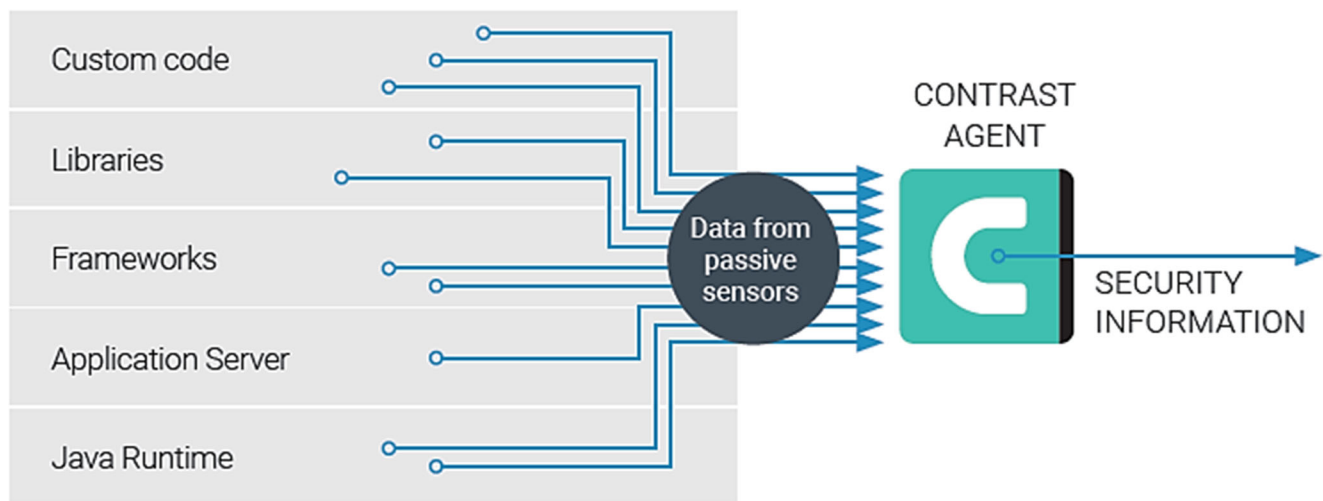 Custom code
Libraries
Frameworks
Application Server
Java Runtime
Data from
passive
sensors
CONTRAST
AGENT
SECURITY
INFORMATION